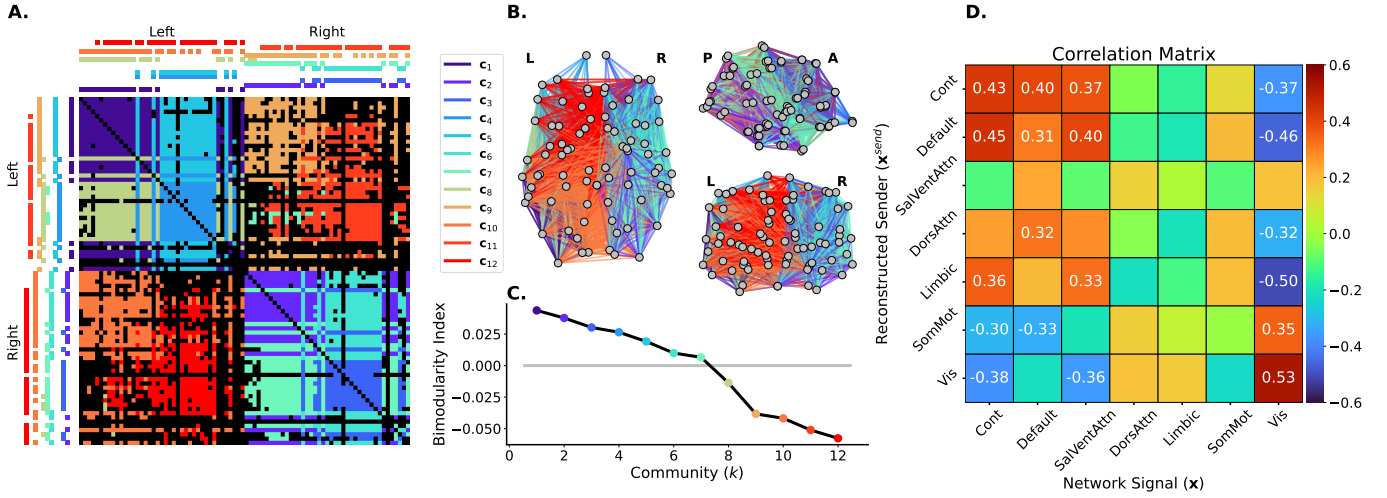 A.
Left
Right
Left
Right
B.
L
R
P
A
L
R
c1
c2
c3
c4
c5
c6
c7
c8
c9
c10
c11
c12
C.
Bimodularity Index
0.025
0.000
−0.025
−0.050
0
2
4
6
8
10
12
Community (k)
D.
Correlation Matrix
Reconstructed Sender (x^send)
Cont
Default
SalVentAttn
DorsAttn
Limbic
SomMot
Vis
0.43 0.40 0.37 -0.37
0.45 0.31 0.40 -0.46
0.32 -0.32
0.36 0.33 -0.50
-0.30 -0.33 0.35
-0.38 -0.36 0.53
Cont
Default
SalVentAttn
DorsAttn
Limbic
SomMot
Vis
Network Signal (x)
0.6
0.4
0.2
0.0
−0.2
−0.4
−0.6